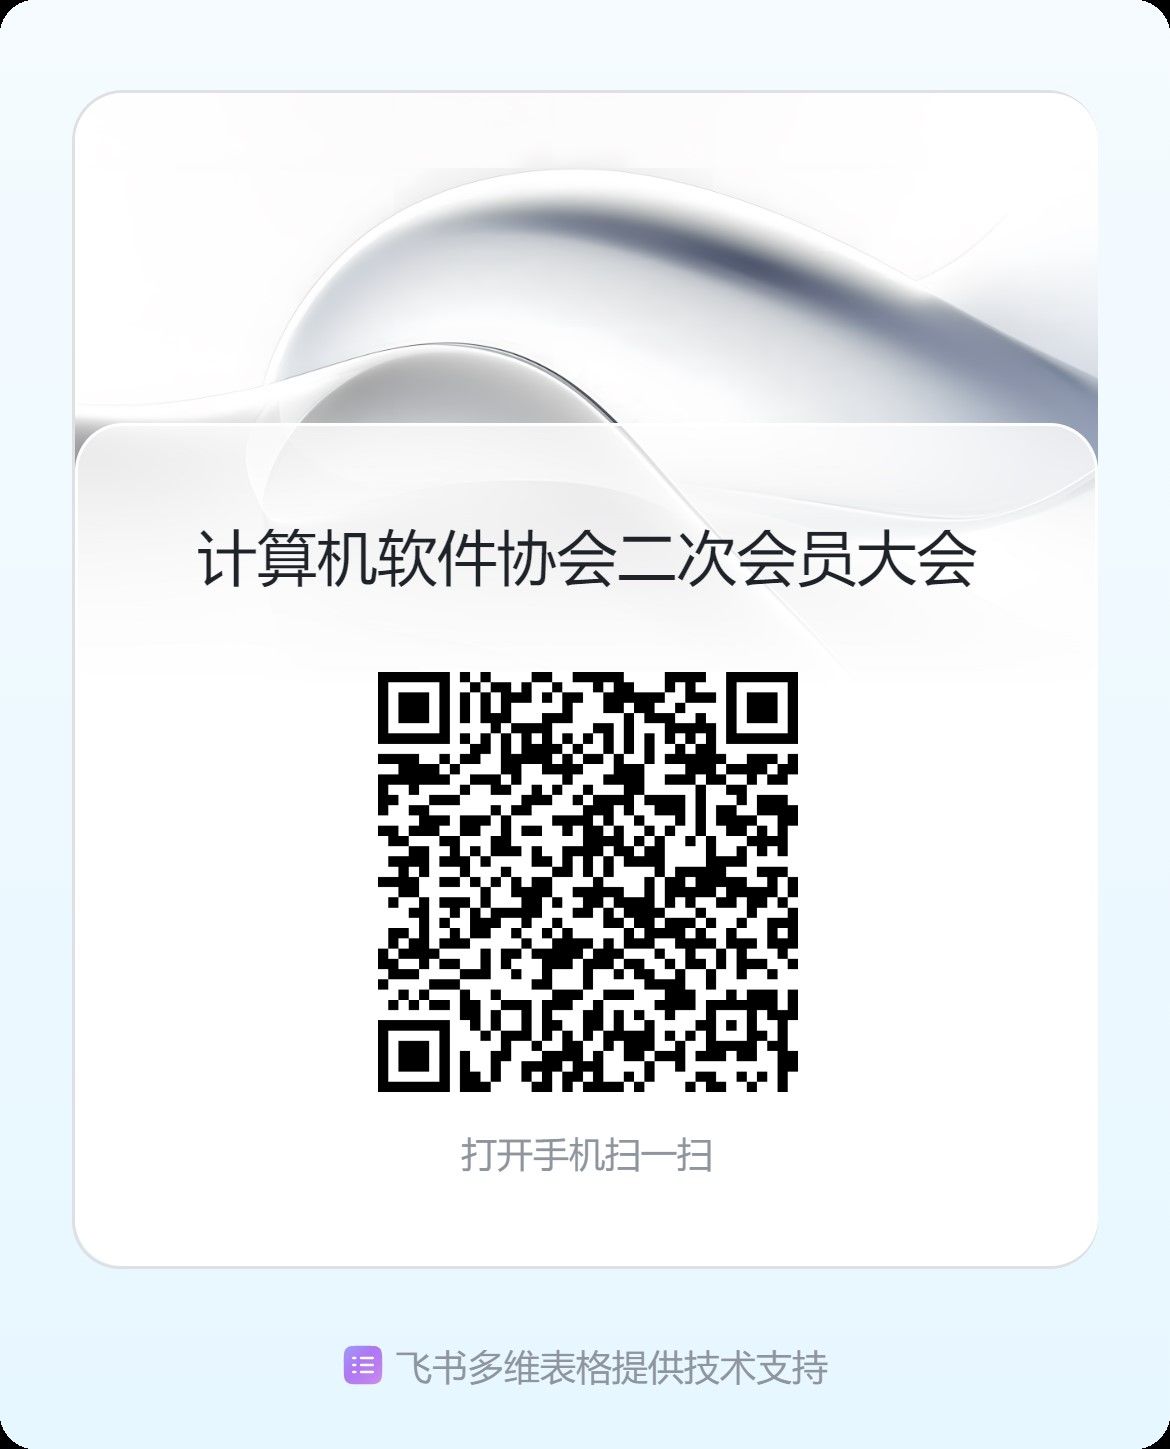 计算机软件协会二次会员大会
打开手机扫一扫
飞书多维表格提供技术支持